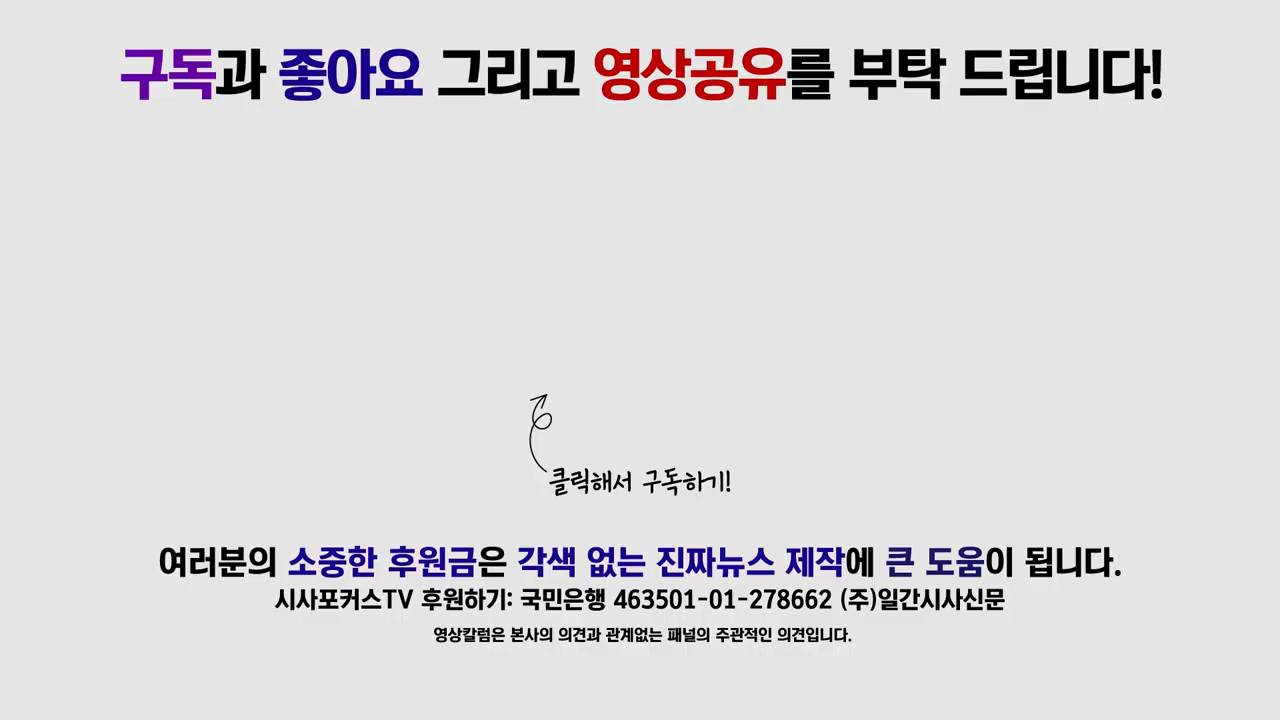 구독과 좋아요 그리고 영상공유를 부탁 드립니다!
클릭해서 구독하기!
여러분의 소중한 후원금은 각색 없는 진짜뉴스 제작에 큰 도움이 됩니다.
시사포커스TV 후원하기: 국민은행 463501-01-278662 (주)일간시사신문
영상칼럼은 본사의 의견과 관계없는 패널의 주관적인 의견입니다.